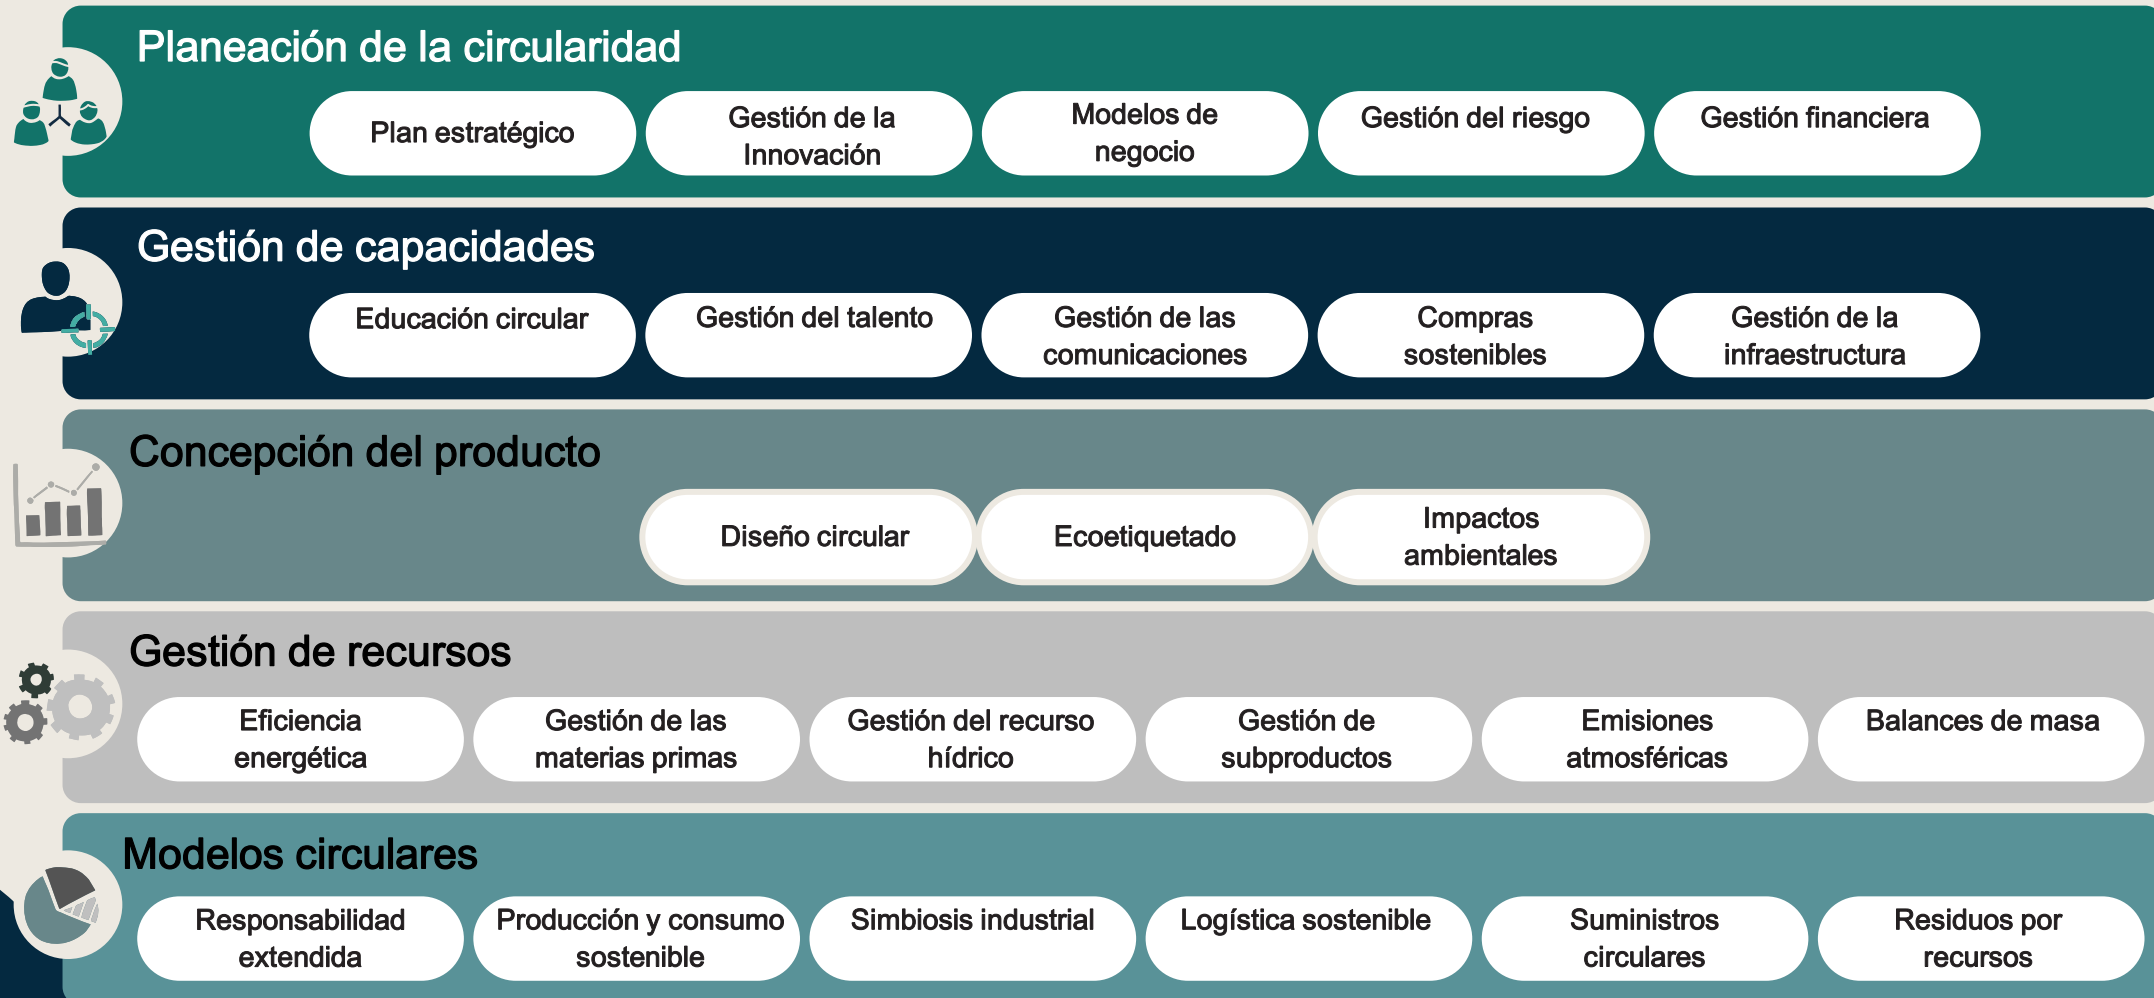 Planeación de la circularidad
Plan estratégico
Gestión de la
Innovación
Modelos de
negocio
Gestión del riesgo
Gestión financiera
Gestión de capacidades
Educación circular
Gestión del talento
Gestión de las
comunicaciones
Compras
sostenibles
Gestión de la
infraestructura
Concepción del producto
Diseño circular
Ecoetiquetado
Impactos
ambientales
Gestión de recursos
Eficiencia
energética
Gestión de las
materias primas
Gestión del recurso
hídrico
Gestión de
subproductos
Emisiones
atmosféricas
Balances de masa
Modelos circulares
Responsabilidad
extendida
Producción y consumo
sostenible
Simbiosis industrial
Logística sostenible
Suministros
circulares
Residuos por
recursos